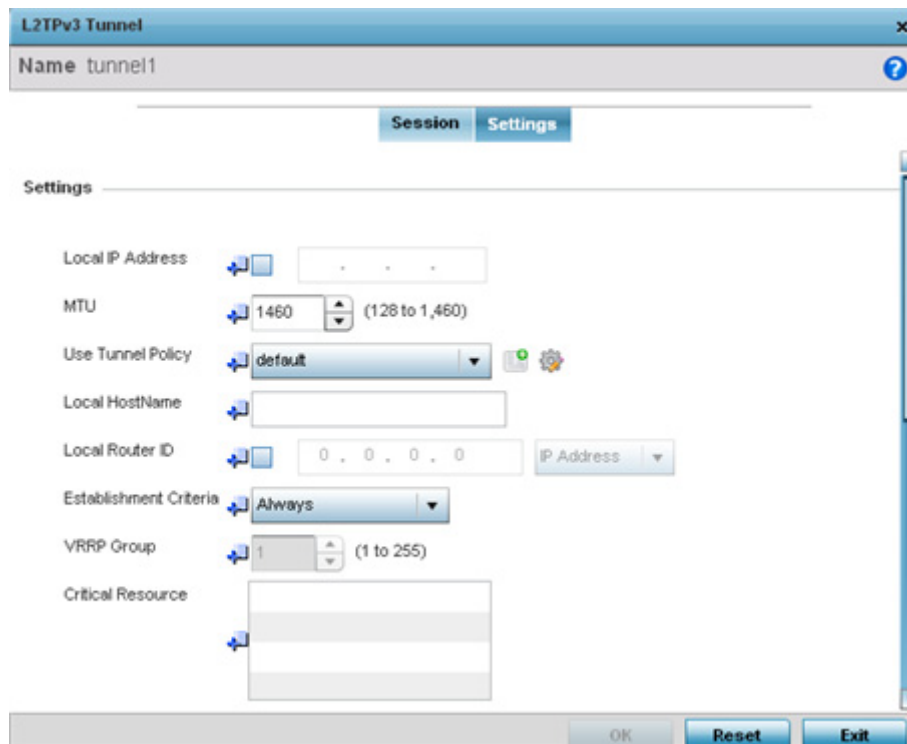 L2TPv3 Tunnel
Name tunnel1
Session Settings
Settings
Local IP Address . . .
MTU 1460 (128 to 1,460)
Use Tunnel Policy default
Local HostName
Local Router ID 0 . 0 . 0 . 0 IP Address
Establishment Criteria Always
VRRP Group 1 (1 to 255)
Critical Resource
OK Reset Exit